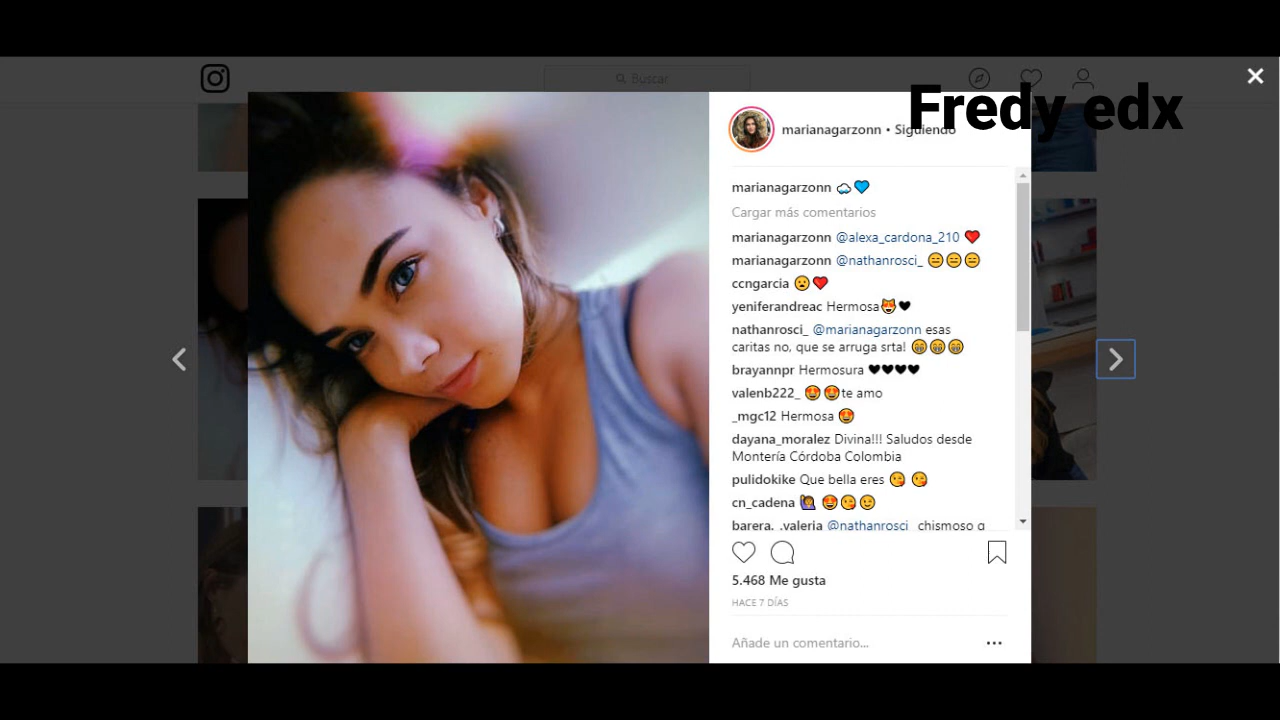 Buscar
Fredy edx
marianagarzonn • Siguiendo
marianagarzonn ☁️💙
Cargar más comentarios
marianagarzonn @alexa_cardona_210 ❤️
marianagarzonn @nathanrosci_ 😑😑😑
ccngarcia 😦❤️
yeniferandreac Hermosa😻🖤
nathanrosci_ @marianagarzonn esas
caritas no, que se arruga srta! 😁😁😁
brayannpr Hermosura 🖤🖤🖤🖤
valenb222_ 😍😍te amo
_mgc12 Hermosa 😍
dayana_moralez Divina!!! Saludos desde
Montería Córdoba Colombia
pulidokike Que bella eres 😘 😘
cn_cadena 🙋 😍😘😉
barera._.valeria @nathanrosci_ chismoso q
5.468 Me gusta
HACE 7 DÍAS
Añade un comentario...